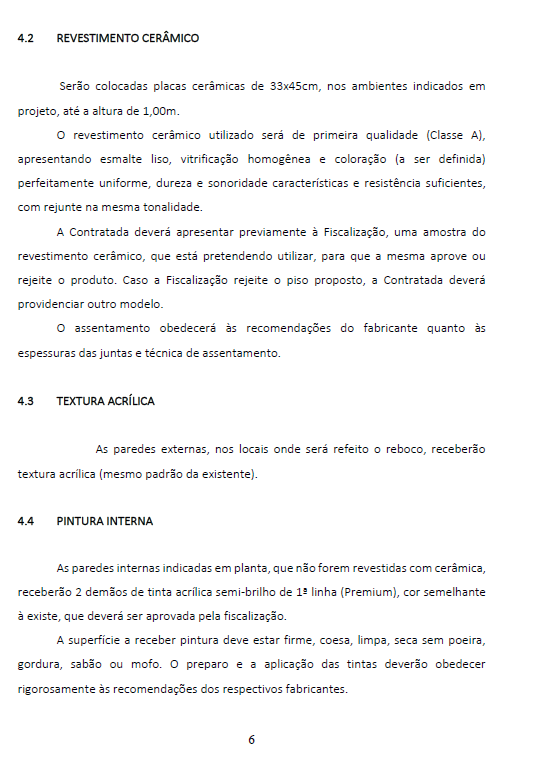 4.2 REVESTIMENTO CERÂMICO
Serão colocadas placas cerâmicas de 33x45cm, nos ambientes indicados em
projeto, até a altura de 1,00m.
O revestimento cerâmico utilizado será de primeira qualidade (Classe A),
apresentando esmalte liso, vitrificação homogênea e coloração (a ser definida)
perfeitamente uniforme, dureza e sonoridade características e resistência suficientes,
com rejunte na mesma tonalidade.
A Contratada deverá apresentar previamente à Fiscalização, uma amostra do
revestimento cerâmico, que está pretendendo utilizar, para que a mesma aprove ou
rejeite o produto. Caso a Fiscalização rejeite o piso proposto, a Contratada deverá
providenciar outro modelo.
O assentamento obedecerá às recomendações do fabricante quanto às
espessuras das juntas e técnica de assentamento.
4.3 TEXTURA ACRÍLICA
As paredes externas, nos locais onde será refeito o reboco, receberão
textura acrílica (mesmo padrão da existente).
4.4 PINTURA INTERNA
As paredes internas indicadas em planta, que não forem revestidas com cerâmica,
receberão 2 demãos de tinta acrílica semi-brilho de 1ª linha (Premium), cor semelhante
à existe, que deverá ser aprovada pela fiscalização.
A superfície a receber pintura deve estar firme, coesa, limpa, seca sem poeira,
gordura, sabão ou mofo. O preparo e a aplicação das tintas deverão obedecer
rigorosamente às recomendações dos respectivos fabricantes.
6